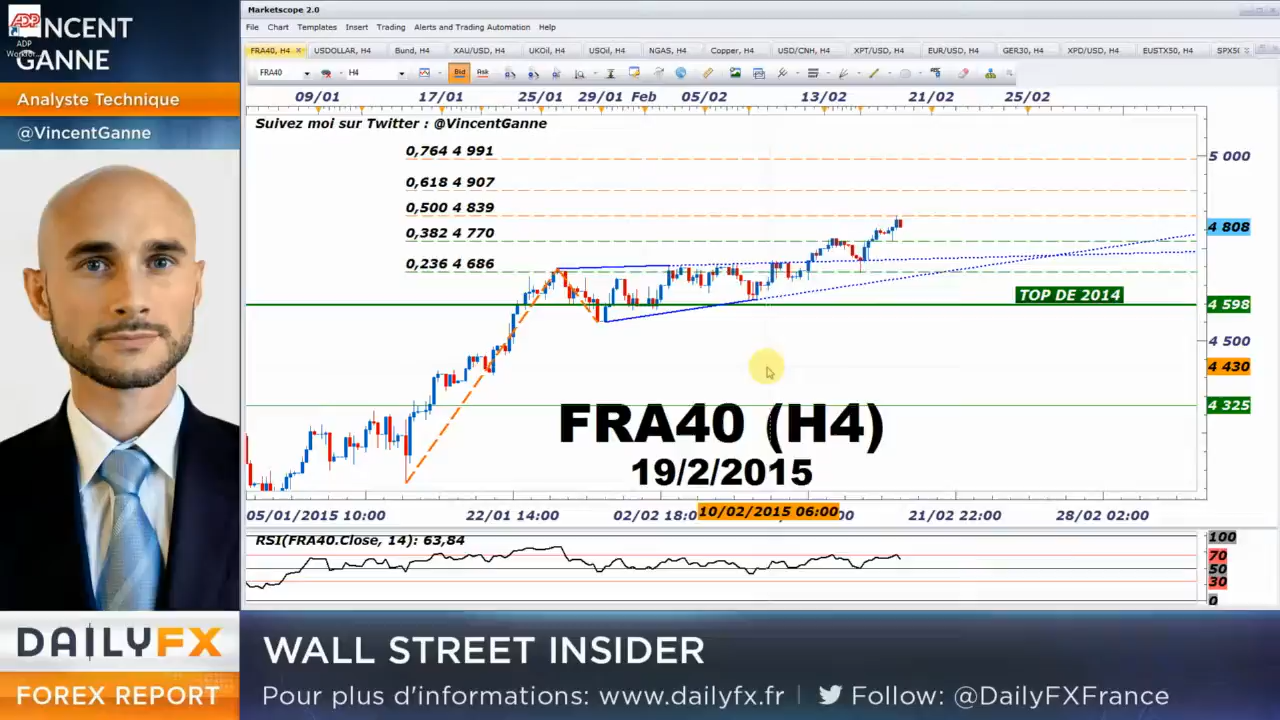 VINCENT
GANNE
ADP
Analyste Technique
@VincentGanne
Marketscope 2.0
File Chart Templates Insert Trading Alerts and Trading Automation Help
FRA40, H4 USDOLLAR, H4 Bund, H4 XAU/USD, H4 UKOil, H4 USOil, H4 NGAS, H4 Copper, H4 USD/CNH, H4 XPT/USD, H4 EUR/USD, H4 GER30, H4 XPD/USD, H4 EUSTX50, H4
FRA40 H4 Bid Ask
09/01 17/01 25/01 29/01 Feb 05/02 13/02 21/02 25/02
Suivez moi sur Twitter : @VincentGanne
0,764 4 991
5 000
0,618 4 907
0,500 4 839
4 808
0,382 4 770
0,236 4 686
TOP DE 2014
4 598
4 500
4 430
4 325
FRA40 (H4)
19/2/2015
05/01/2015 10:00 22/01 14:00 02/02 18:00 10/02/2015 06:00 21/02 22:00 28/02 02:00
RSI(FRA40.Close, 14): 63,84
100
70
50
30
0
DAILYFX
FOREX REPORT
WALL STREET INSIDER
Pour plus d'informations: www.dailyfx.fr | Follow: @DailyFXFrance